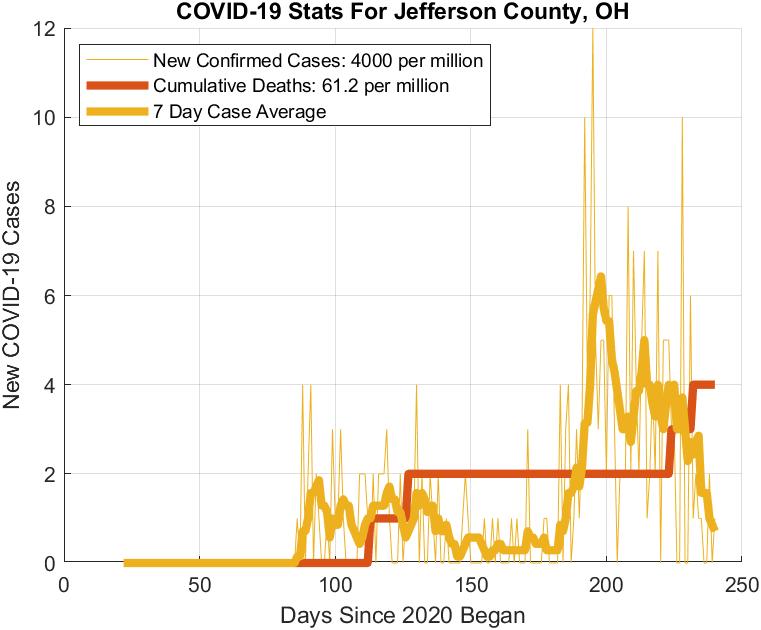 COVID-19 Stats For Jefferson County, OH
New Confirmed Cases: 4000 per million
Cumulative Deaths: 61.2 per million
7 Day Case Average
New COVID-19 Cases
12
10
8
6
4
2
0
0 50 100 150 200 250
Days Since 2020 Began